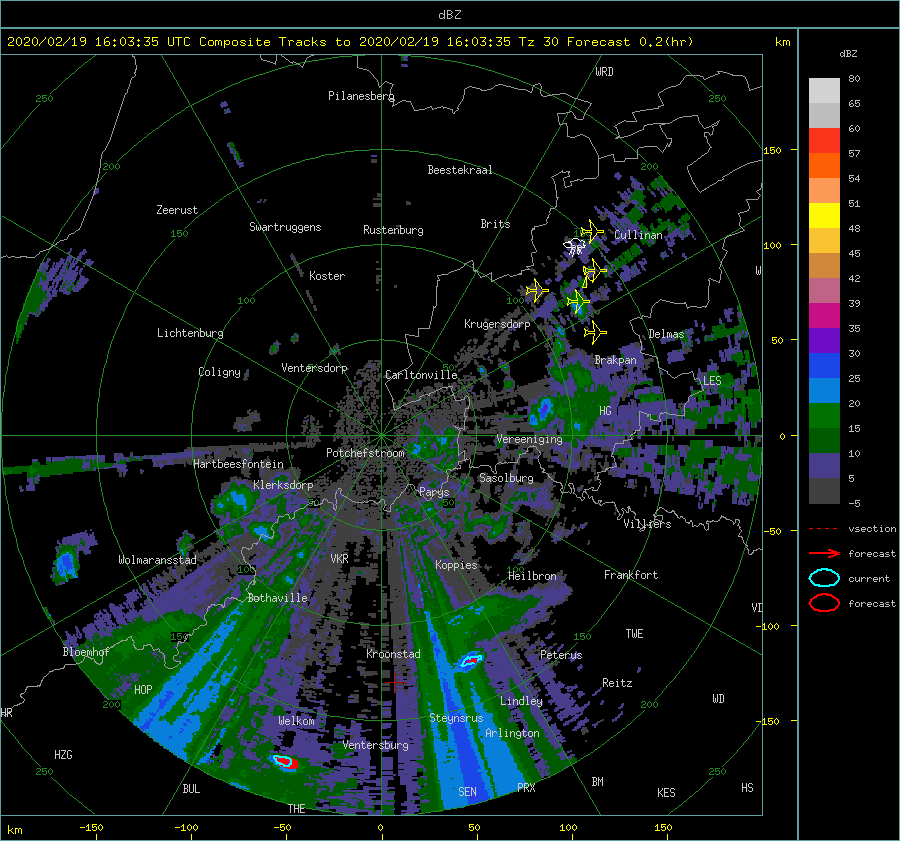 dBZ
2020/02/19 16:03:35 UTC Composite Tracks to 2020/02/19 16:03:35 Tz 30 Forecast 0.2(hr)
km
dBZ
80
65
60
57
54
51
48
45
42
39
35
30
25
20
15
10
5
-5
vsection
forecast
current
forecast
150
100
50
0
-50
-100
-150
km
-150
-100
-50
0
50
100
150
WRD
250
250
Pilanesberg
200
200
Beestekraal
Zeerust
150
Swartruggens
Rustenburg
Brits
Cullinan
Koster
W
100
100
Lichtenburg
Krugersdorp
Delmas
Ventersdorp
Brakpan
Coligny
Carltonville
50
LES
HG
Vereeniging
Potchefstroom
Hartbeesfontein
Klerksdorp
Sasolburg
Parys
50
50
Villiers
Wolmaransstad
VKR
Koppies
100
100
Heilbron
Frankfort
Bothaville
VI
150
150
TWE
Bloemhof
Kroonstad
Peterus
HOP
Reitz
WD
200
200
Lindley
HR
Welkom
Steynsrus
Arlington
Ventersburg
HZG
250
250
BUL
SEN
PRX
BM
KES
HS
THE